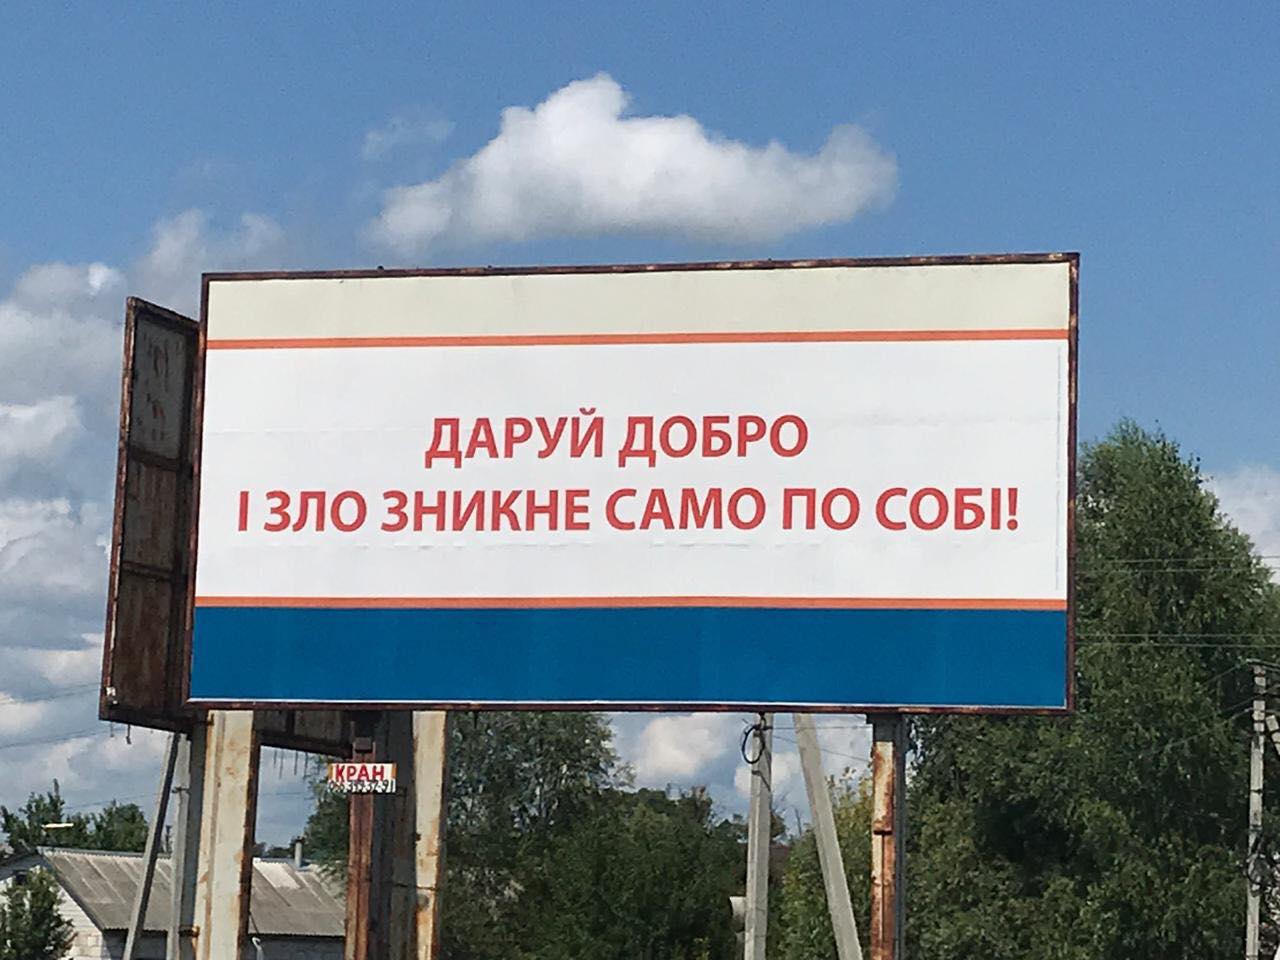 ДАРУЙ ДОБРО
І ЗЛО ЗНИКНЕ САМО ПО СОБІ!
КРАН